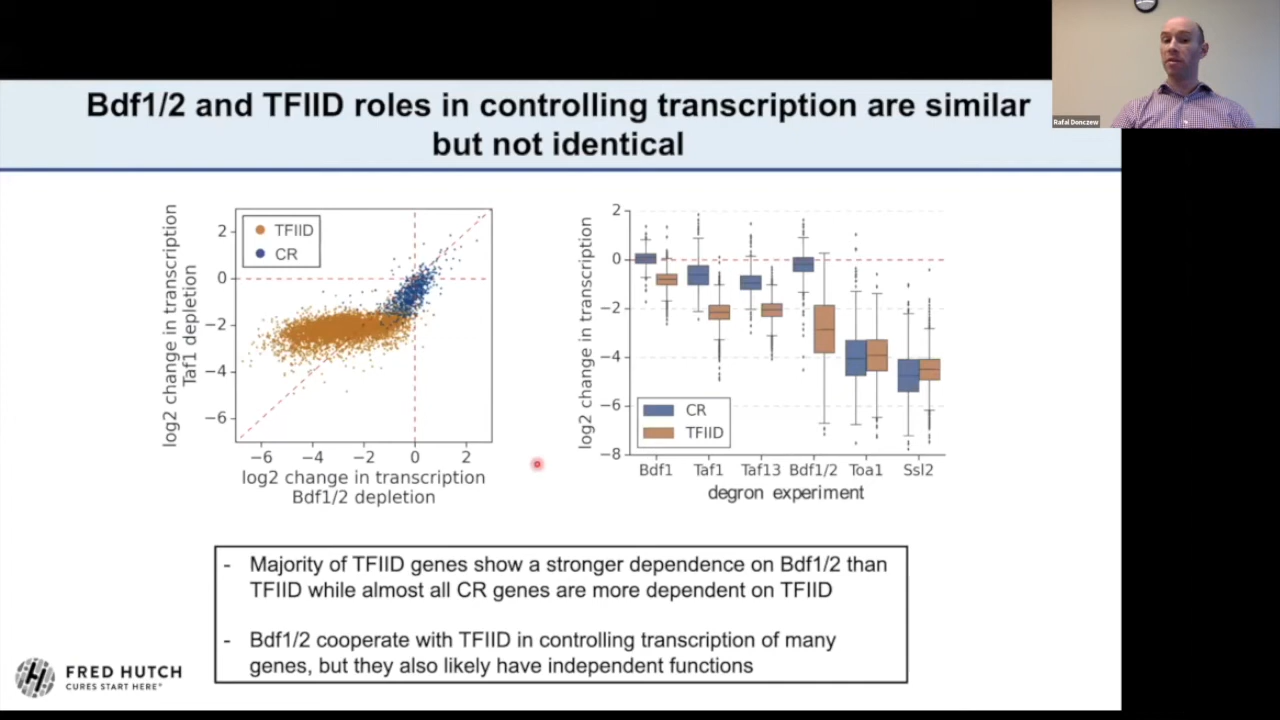 Bdf1/2 and TFIID roles in controlling transcription are similar
but not identical
Rafal Donczew
log2 change in transcription
Taf1 depletion
2
0
−2
−4
−6
TFIID
CR
−6 −4 −2 0 2
log2 change in transcription
Bdf1/2 depletion
log2 change in transcription
2
0
−2
−4
−6
−8
CR
TFIID
Bdf1 Taf1 Taf13 Bdf1/2 Toa1 Ssl2
degron experiment
- Majority of TFIID genes show a stronger dependence on Bdf1/2 than
TFIID while almost all CR genes are more dependent on TFIID
- Bdf1/2 cooperate with TFIID in controlling transcription of many
genes, but they also likely have independent functions
FRED HUTCH
CURES START HERE®